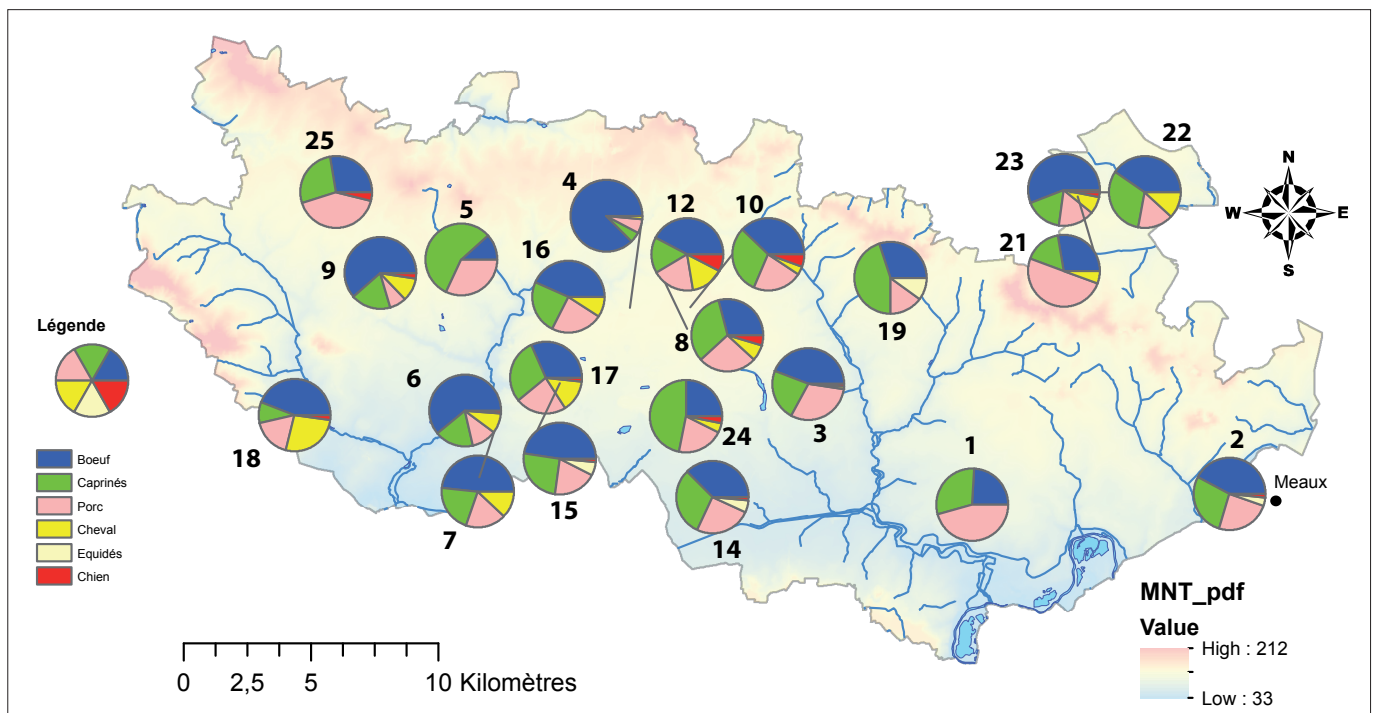 22
23
25
4
12
10
5
N
16
W
E
21
9
S
19
8
Légende
6
17
3
24
18
1
2
Boeuf
Meaux
Caprinés
15
Porc
7
14
Cheval
Equidés
Chien
MNT_pdf
Value
High : 212
0 2,5 5 10 Kilomètres
Low : 33